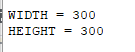 WIDTH = 300
HEIGHT = 300